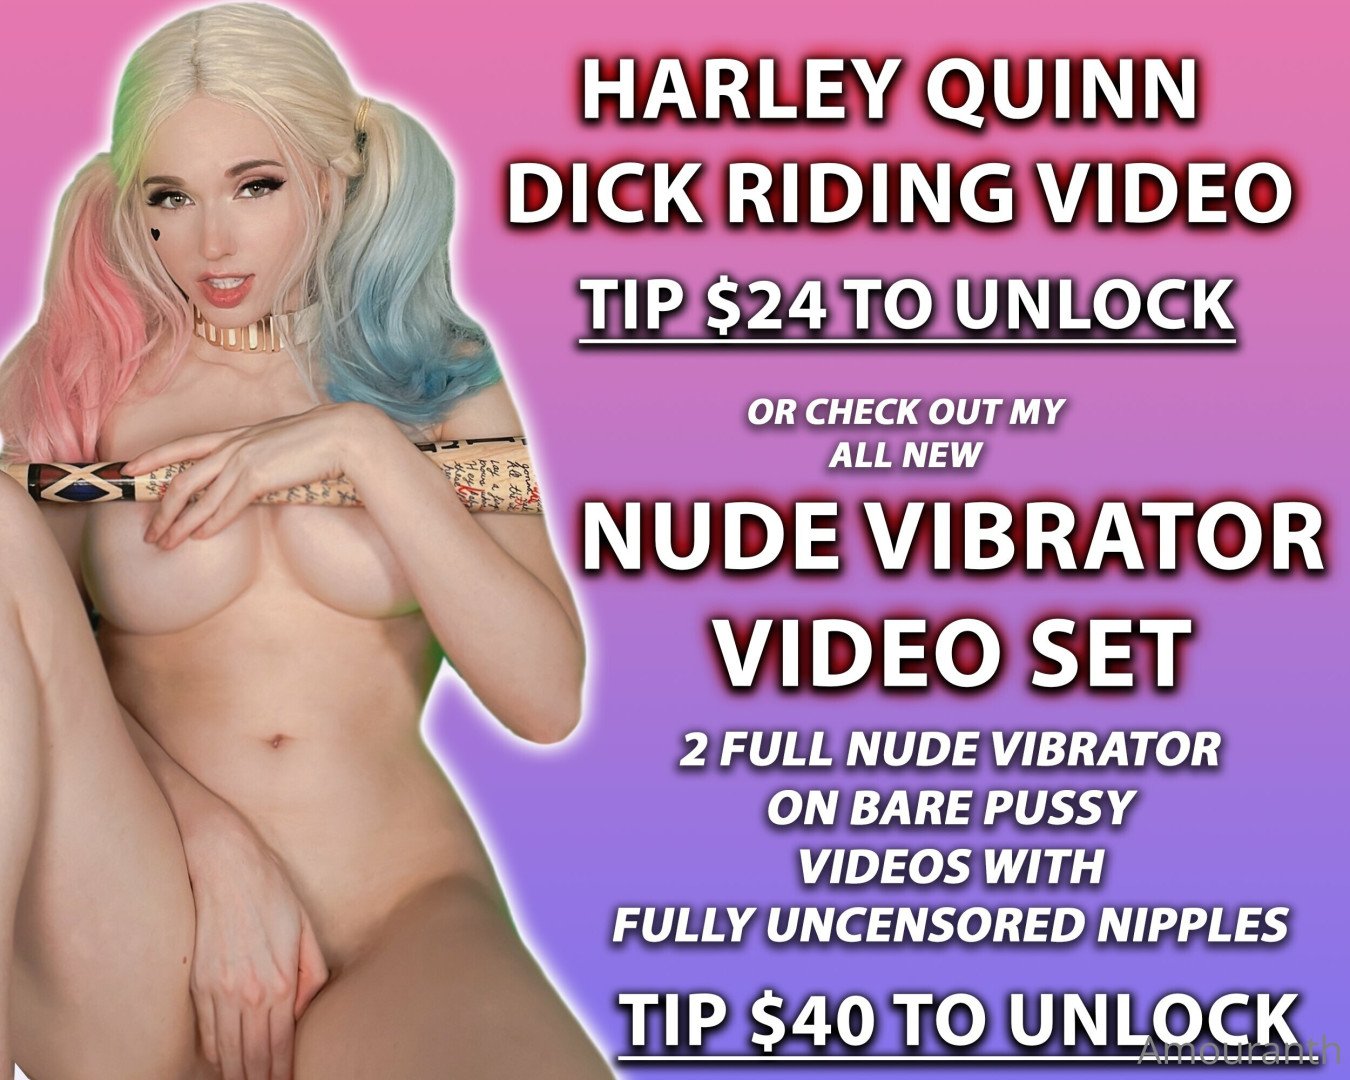 HARLEY QUINN
DICK RIDING VIDEO
TIP $24 TO UNLOCK
OR CHECK OUT MY
ALL NEW
NUDE VIBRATOR
VIDEO SET
2 FULL NUDE VIBRATOR
ON BARE PUSSY
VIDEOS WITH
FULLY UNCENSORED NIPPLES
TIP $40 TO UNLOCK
Amouranth